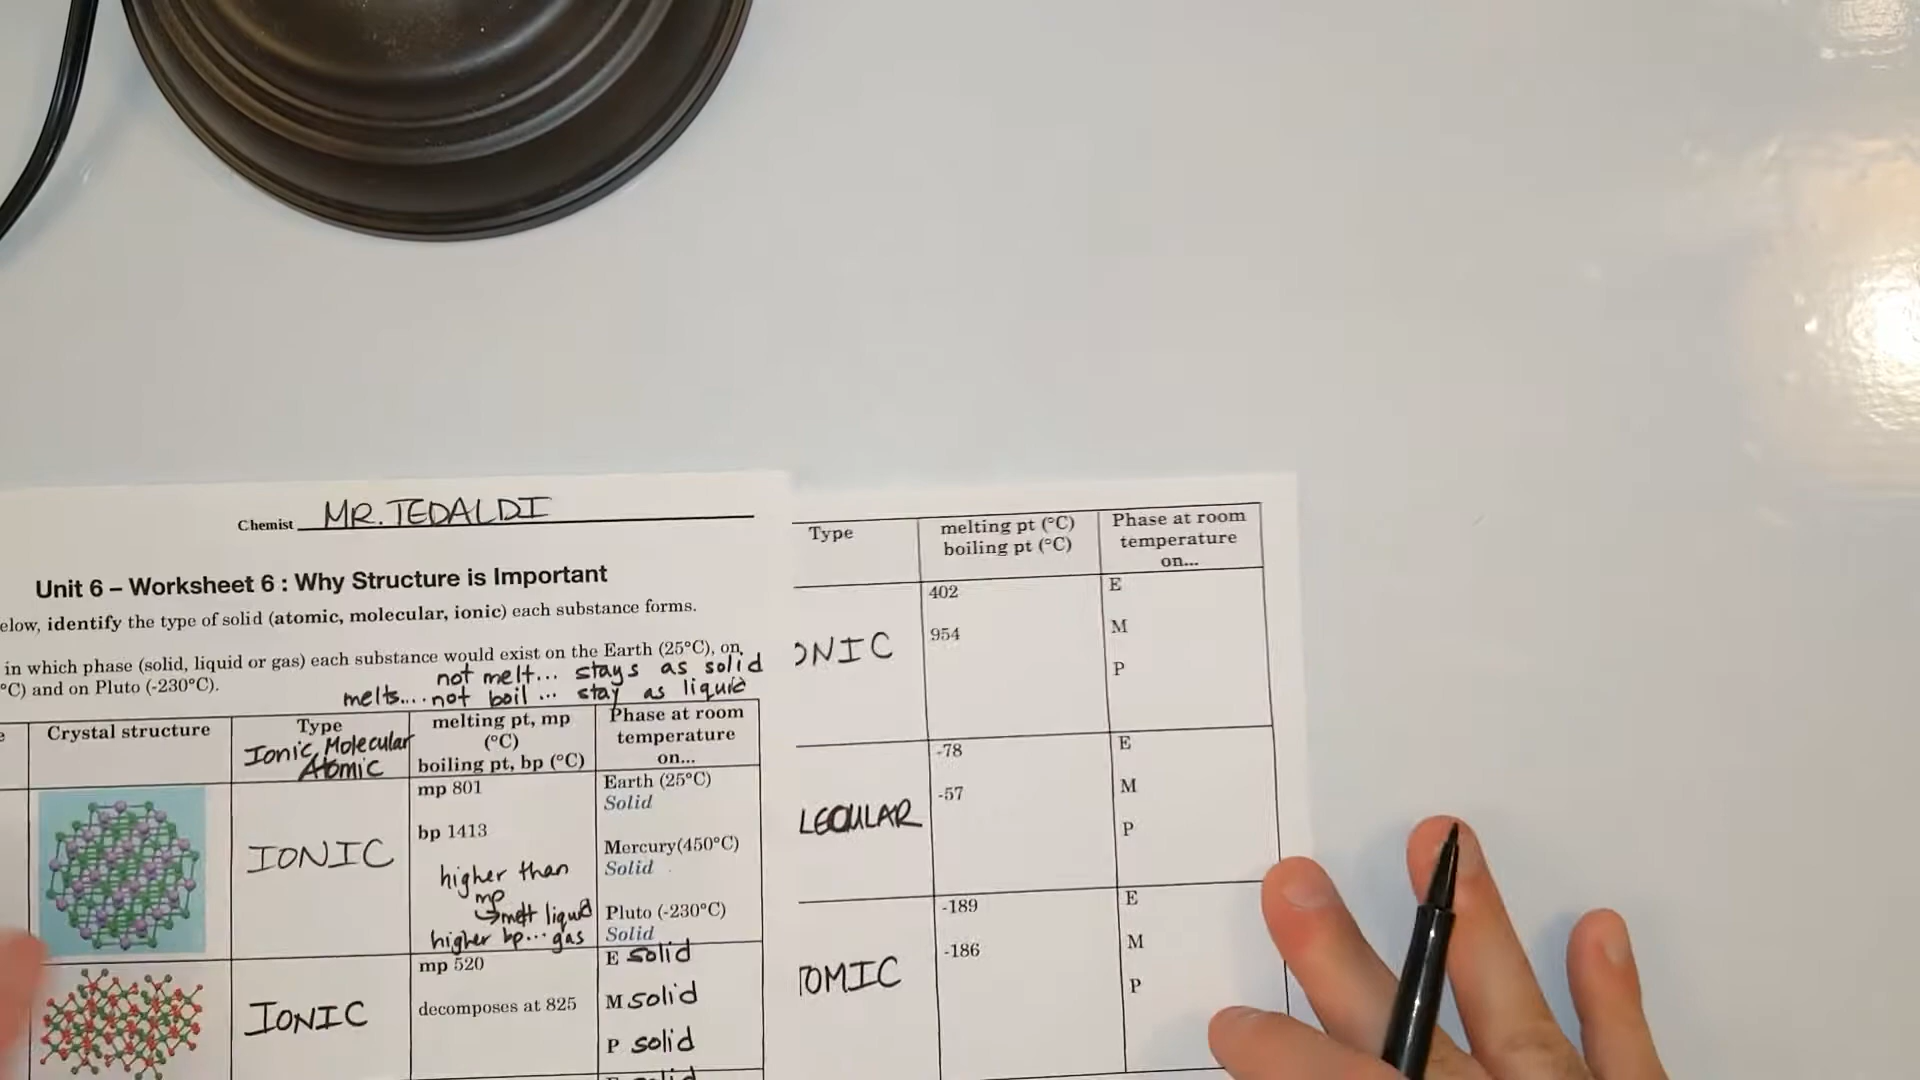 Chemist MR. TEDALDI
Unit 6 – Worksheet 6 : Why Structure is Important
elow, identify the type of solid (atomic, molecular, ionic) each substance forms.
in which phase (solid, liquid or gas) each substance would exist on the Earth (25°C), on,
°C) and on Pluto (-230°C).
not melt... stays as solid
melts.... not boil ... stay as liquid
e
Crystal structure
Type
Ionic, Molecular
Atomic
melting pt, mp
(°C)
boiling pt, bp (°C)
Phase at room
temperature
on...
IONIC
mp 801
bp 1413
higher than
mp
melt liquid
higher bp... gas
Earth (25°C)
Solid
Mercury(450°C)
Solid
Pluto (-230°C)
Solid
IONIC
mp 520
decomposes at 825
E solid
M solid
P solid
E solid
Type
melting pt (°C)
boiling pt (°C)
Phase at room
temperature
on...
ONIC
402
954
E
M
P
LECULAR
-78
-57
E
M
P
TOMIC
-189
-186
E
M
P